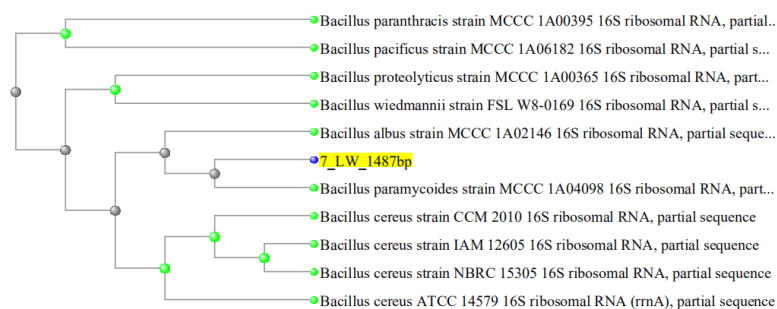 Bacillus paranthracis strain MCCC 1A00395 16S ribosomal RNA, partial...
Bacillus pacificus strain MCCC 1A06182 16S ribosomal RNA, partial s...
Bacillus proteolyticus strain MCCC 1A00365 16S ribosomal RNA, part...
Bacillus wiedmannii strain FSL W8-0169 16S ribosomal RNA, partial s...
Bacillus albus strain MCCC 1A02146 16S ribosomal RNA, partial seque...
7_LW_1487bp
Bacillus paramycoides strain MCCC 1A04098 16S ribosomal RNA, part...
Bacillus cereus strain CCM 2010 16S ribosomal RNA, partial sequence
Bacillus cereus strain IAM 12605 16S ribosomal RNA, partial sequence
Bacillus cereus strain NBRC 15305 16S ribosomal RNA, partial sequence
Bacillus cereus ATCC 14579 16S ribosomal RNA (rrnA), partial sequence